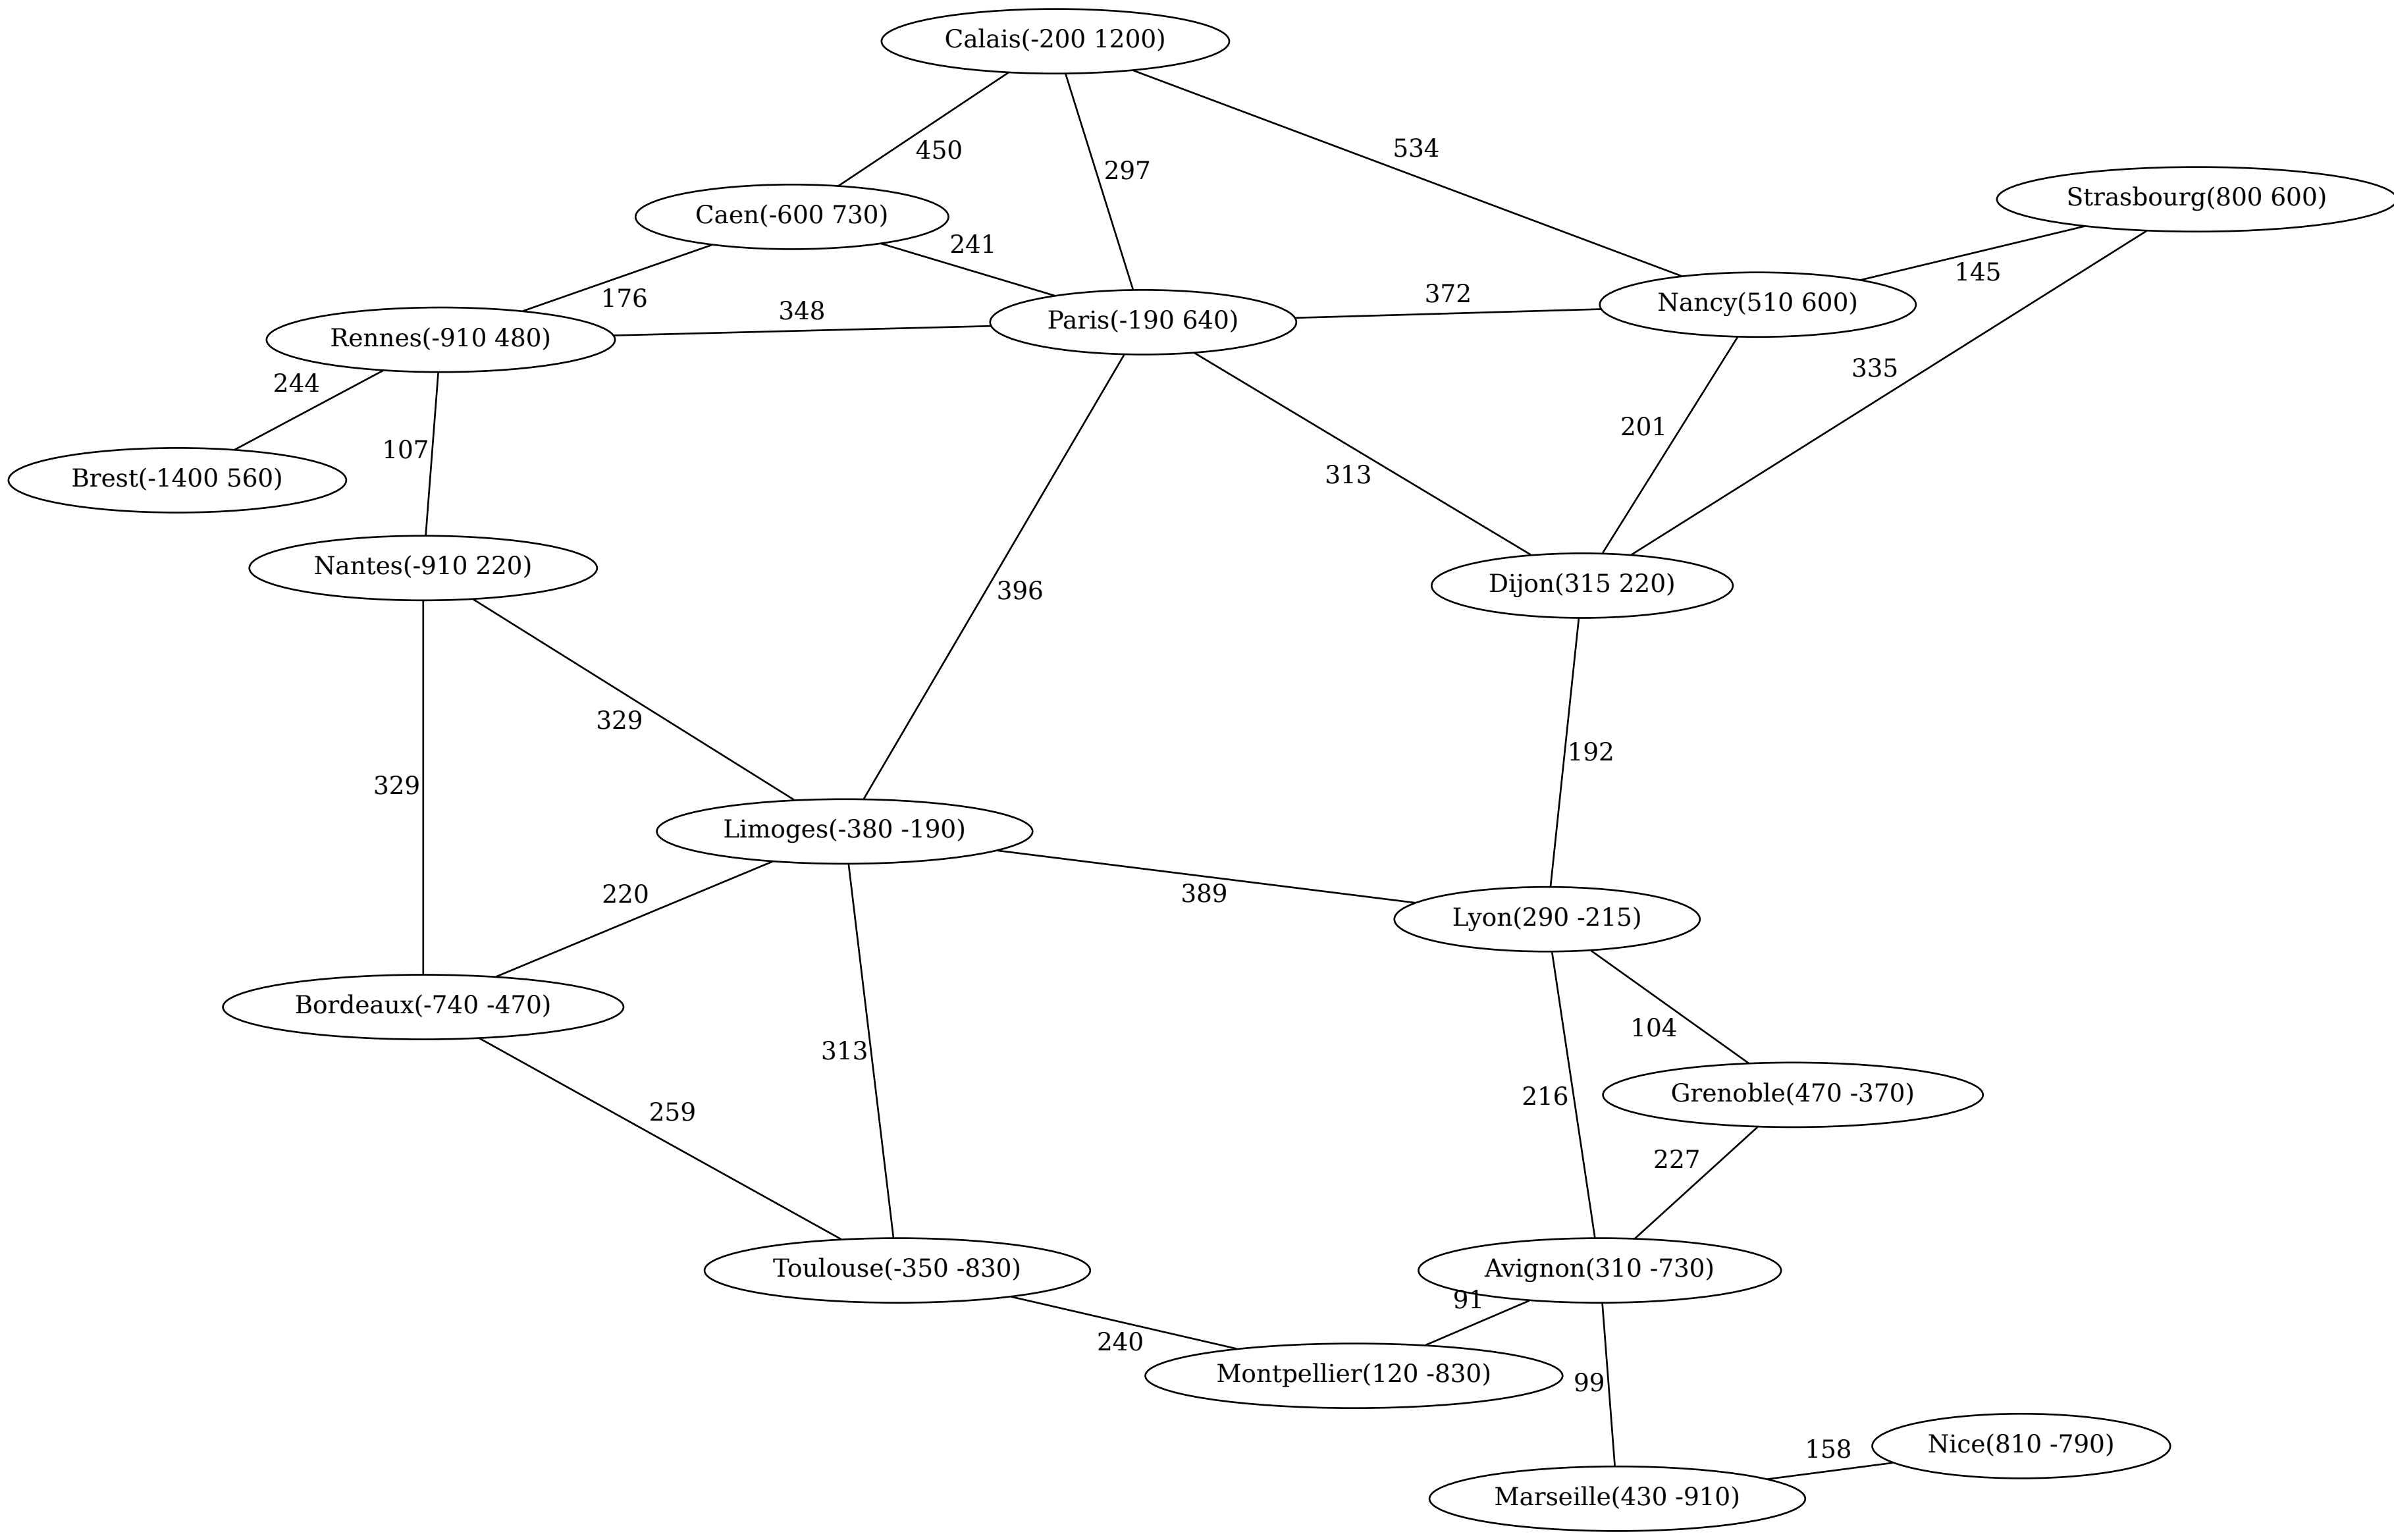 Calais(-200 1200)
450
297
534
Caen(-600 730)
Strasbourg(800 600)
241
145
176
348
Paris(-190 640)
372
Nancy(510 600)
Rennes(-910 480)
244
335
107
201
Brest(-1400 560)
313
Nantes(-910 220)
396
Dijon(315 220)
329
192
329
Limoges(-380 -190)
220
389
Lyon(290 -215)
Bordeaux(-740 -470)
313
104
216
Grenoble(470 -370)
259
227
Toulouse(-350 -830)
Avignon(310 -730)
91
240
Montpellier(120 -830)
99
158
Nice(810 -790)
Marseille(430 -910)